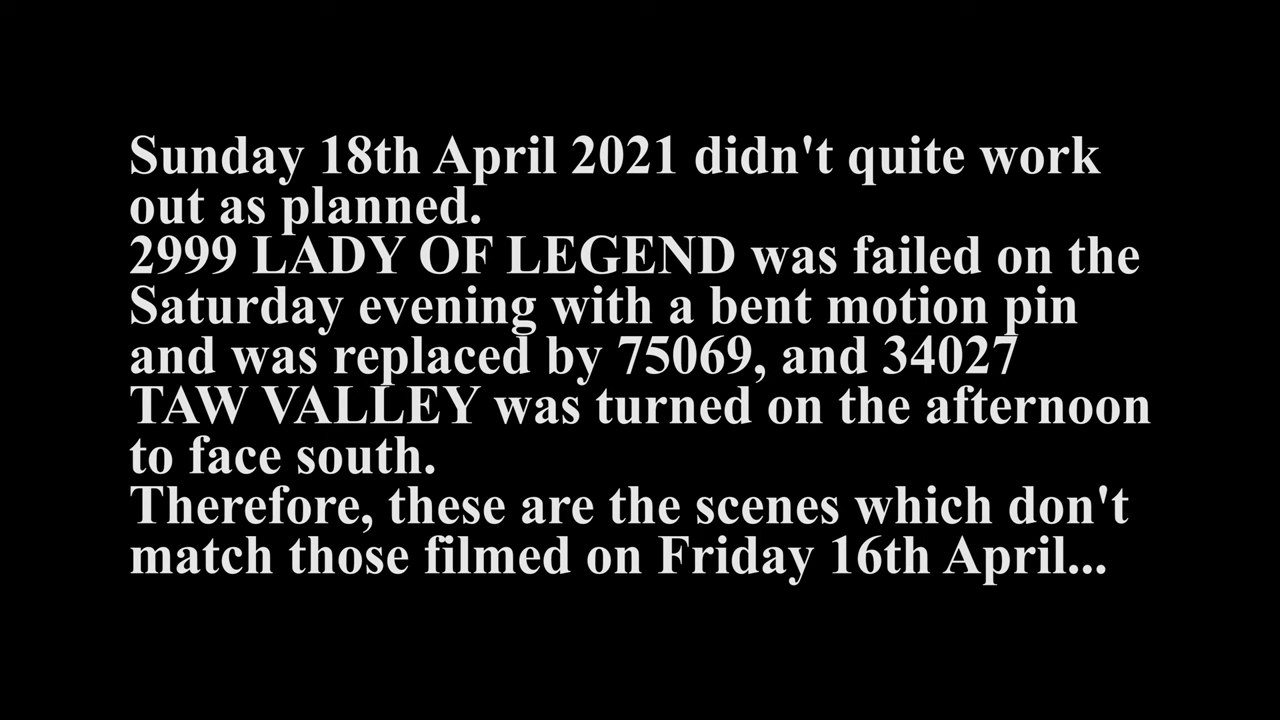 Sunday 18th April 2021 didn't quite work
out as planned.
2999 LADY OF LEGEND was failed on the
Saturday evening with a bent motion pin
and was replaced by 75069, and 34027
TAW VALLEY was turned on the afternoon
to face south.
Therefore, these are the scenes which don't
match those filmed on Friday 16th April...